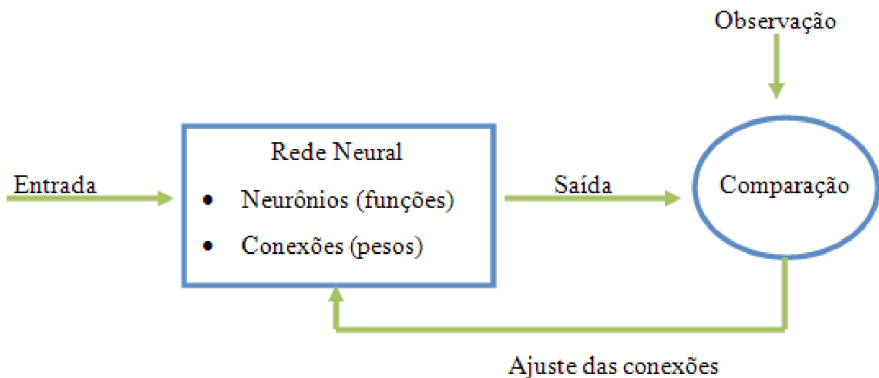 Observação
Rede Neural
Entrada
• Neurônios (funções)
• Conexões (pesos)
Saída
Comparação
Ajuste das conexões